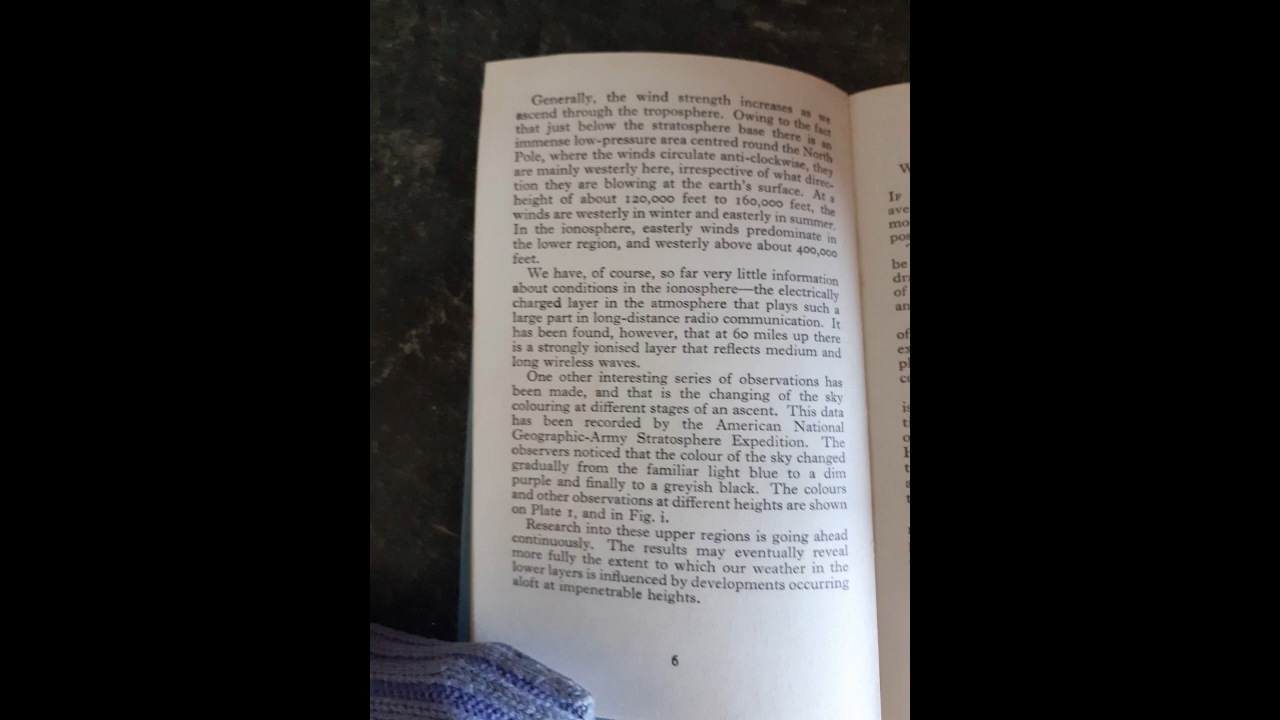 Generally, the wind strength increases as we
ascend through the troposphere. Owing to the fact
that just below the stratosphere base there is an
immense low-pressure area centred round the North
Pole, where the winds circulate anti-clockwise, they
are mainly westerly here, irrespective of what direc-
tion they are blowing at the earth's surface. At a
height of about 120,000 feet to 160,000 feet, the
winds are westerly in winter and easterly in summer.
In the ionosphere, easterly winds predominate in
the lower region, and westerly above about 400,000
feet.
We have, of course, so far very little information
about conditions in the ionosphere—the electrically
charged layer in the atmosphere that plays such a
large part in long-distance radio communication. It
has been found, however, that at 60 miles up there
is a strongly ionised layer that reflects medium and
long wireless waves.
One other interesting series of observations has
been made, and that is the changing of the sky
colouring at different stages of an ascent. This data
has been recorded by the American National
Geographic-Army Stratosphere Expedition. The
observers noticed that the colour of the sky changed
gradually from the familiar light blue to a dim
purple and finally to a greyish black. The colours
and other observations at different heights are shown
on Plate 1, and in Fig. i.
Research into these upper regions is going ahead
continuously. The results may eventually reveal
more fully the extent to which our weather in the
lower layers is influenced by developments occurring
aloft at impenetrable heights.
6
W
IF
ave
mo
pos
be
dr
of
an
of
ex
pl
co
is